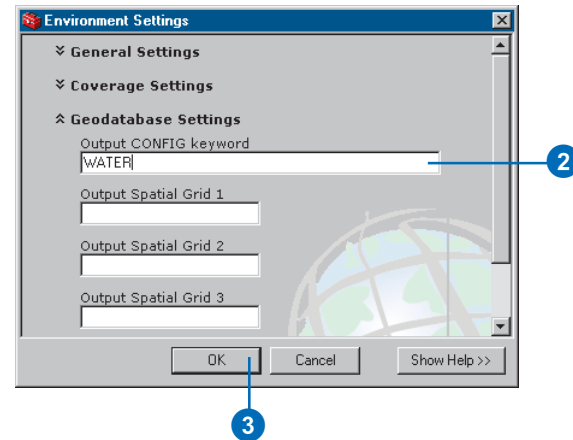 Environment Settings
General Settings
Coverage Settings
Geodatabase Settings
Output CONFIG keyword
WATER
2
Output Spatial Grid 1
Output Spatial Grid 2
Output Spatial Grid 3
OK Cancel Show Help >>
3